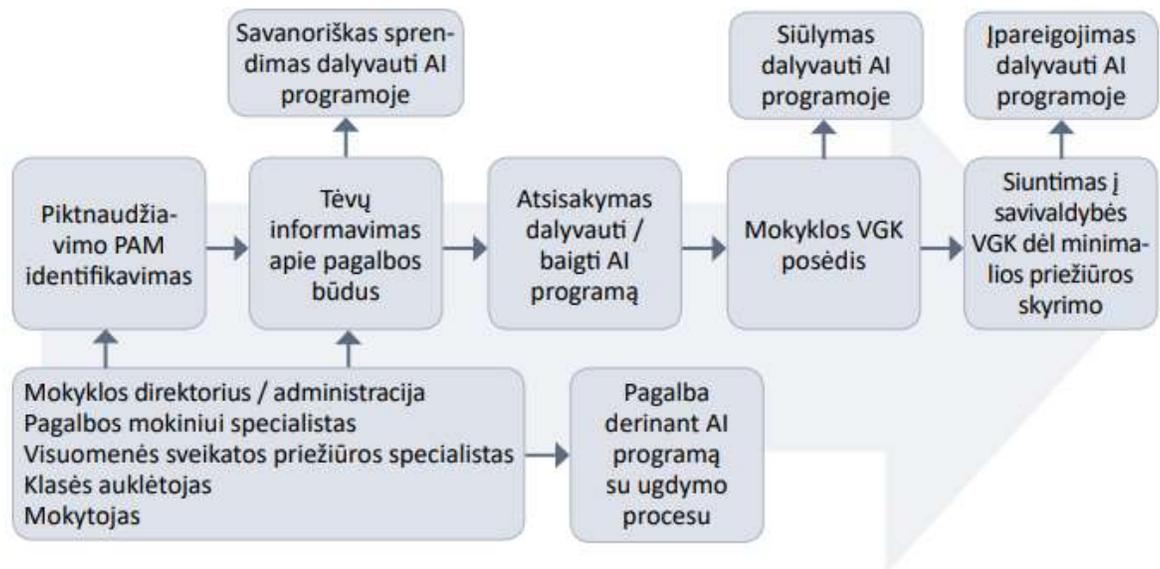 Savanoriškas spren-
dimas dalyvauti AI
programoje
Siūlymas
dalyvauti AI
programoje
Įpareigojimas
dalyvauti AI
programoje
Piktnaudžia-
vimo PAM
identifikavimas
Tėvų
informavimas
apie pagalbos
būdus
Atsisakymas
dalyvauti /
baigti AI
programą
Mokyklos VGK
posėdis
Siuntimas į
savivaldybės
VGK dėl minima-
lios priežiūros
skyrimo
Mokyklos direktorius / administracija
Pagalbos mokiniui specialistas
Visuomenės sveikatos priežiūros specialistas
Klasės auklėtojas
Mokytojas
Pagalba
derinant AI
programą
su ugdymo
procesu